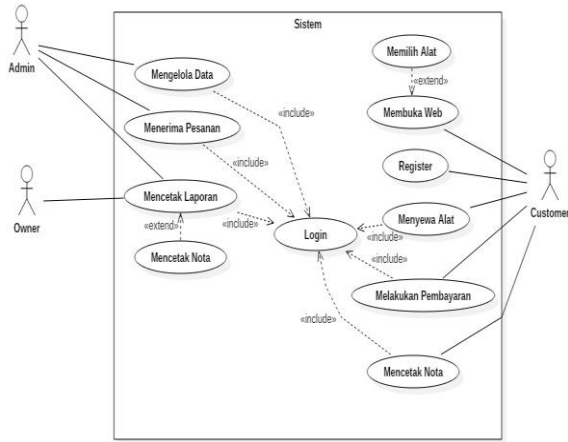 Sistem
Admin
Mengelola Data
Memilih Alat
«extend»
«include»
Menerima Pesanan
Membuka Web
«include»
Register
Mencetak Laporan
Owner
Customer
«extend»
«include»
Menyewa Alat
Login
«include»
Mencetak Nota
«include»
Melakukan Pembayaran
«include»
Mencetak Nota